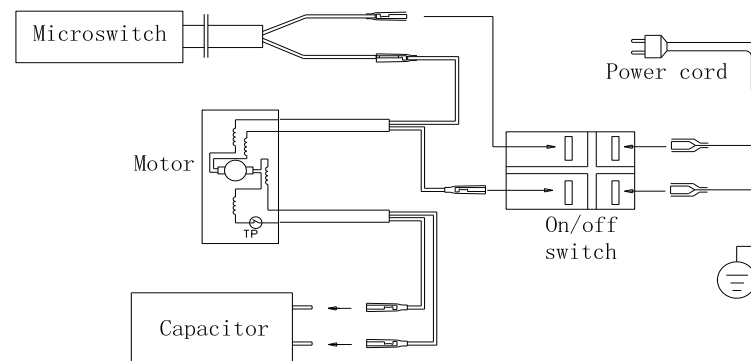 Microswitch
Power cord
Motor
TP
On/off
switch
Capacitor